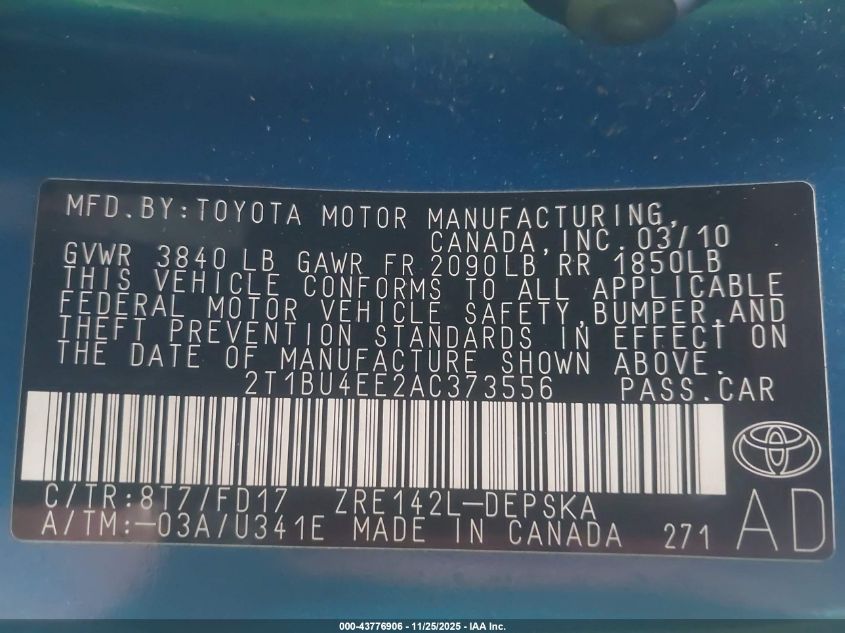 MFD.BY:TOYOTA MOTOR MANUFACTURING,
CANADA,INC. 03/10
GVWR 3840 LB GAWR FR 2090LB RR 1850LB
THIS VEHICLE CONFORMS TO ALL APPLICABLE
FEDERAL MOTOR VEHICLE SAFETY,BUMPER,AND
THEFT PREVENTION STANDARDS IN EFFECT ON
THE DATE OF MANUFACTURE SHOWN ABOVE.
2T1BU4EE2AC373556 PASS.CAR
C/TR:8T7/FD17 ZRE142L-DEPSKA
A/TM:-03A/U341E MADE IN CANADA 271 AD
000-43776906 - 11/25/2025 - IAA Inc.